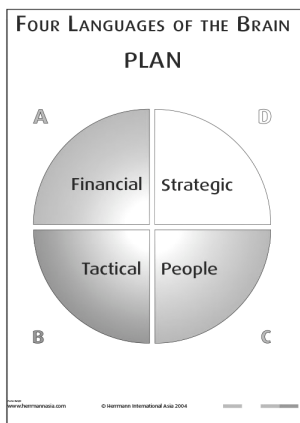 FOUR LANGUAGES OF THE BRAIN
PLAN
A D
Financial Strategic
Tactical People
B C
www.herrmannasia.com © Herrmann International Asia 2004